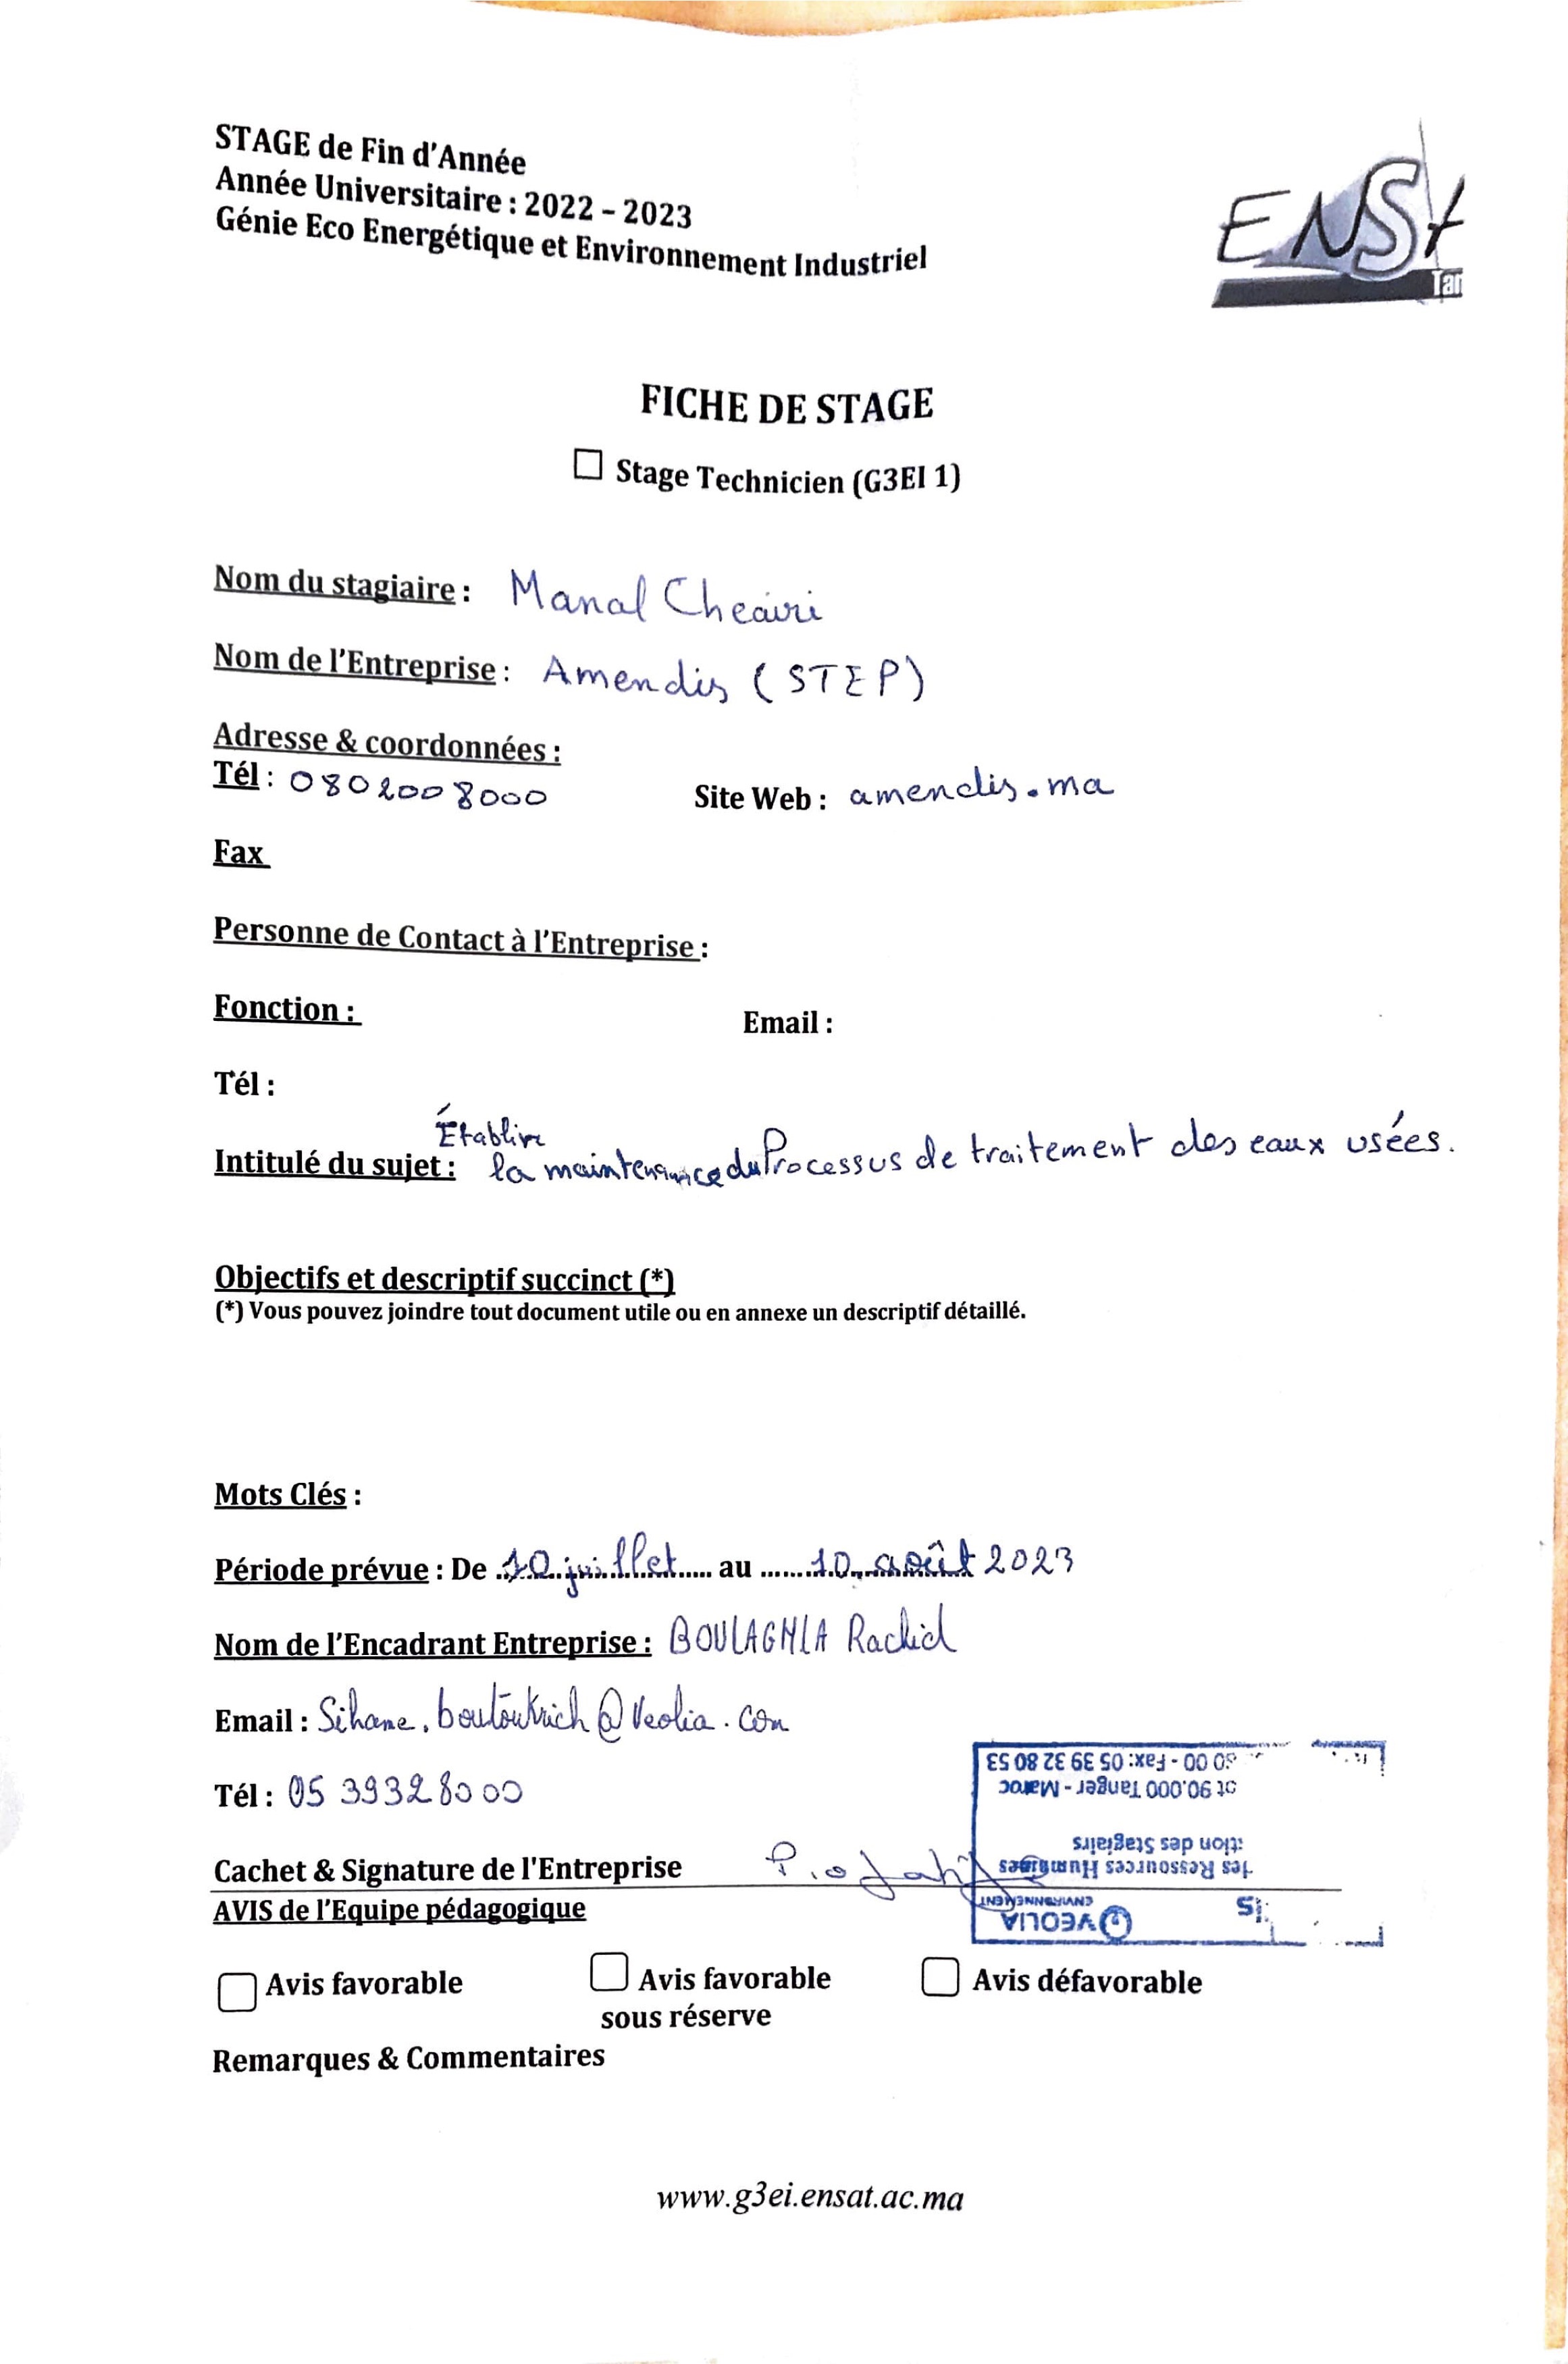 STAGE de Fin d'Année
Année Universitaire : 2022 – 2023
Génie Eco Energétique et Environnement Industriel
ENSA
Tan
FICHE DE STAGE
Stage Technicien (G3EI 1)
Nom du stagiaire : Manal Cheairi
Nom de l'Entreprise : Amendis (STEP)
Adresse & coordonnées :
Tél : 0802008000 Site Web : amendis.ma
Fax
Personne de Contact à l'Entreprise :
Fonction : Email :
Tél :
Établire
Intitulé du sujet : la maintenance du Processus de traitement des eaux usées.
Objectifs et descriptif succinct (*)
(*) Vous pouvez joindre tout document utile ou en annexe un descriptif détaillé.
Mots Clés :
Période prévue : De 10 juillet..... au ......10 août 2023
Nom de l'Encadrant Entreprise : BOULAGHLA Rachid
Email : Sihame.boutoukrich@Veolia.com
Tél : 05 39328000
Cachet & Signature de l'Entreprise P.o
AVIS de l'Equipe pédagogique
IS VEOLIA
ENVIRONNEMENT
des Ressources Humaines
tion des Stagiairs
90.000 Tanger - Maroc
80 00 - Fax: 05 39 32 80 53
Avis favorable Avis favorable Avis défavorable
sous réserve
Remarques & Commentaires
www.g3ei.ensat.ac.ma